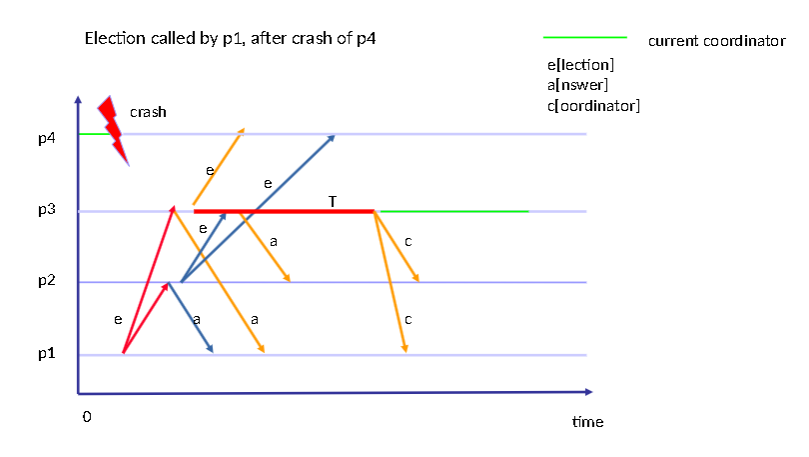 Election called by p1, after crash of p4
current coordinator
e[lection]
a[nswer]
c[oordinator]
crash
p4
e
e
T
p3
e
a
c
p2
e
a
a
c
p1
0
time